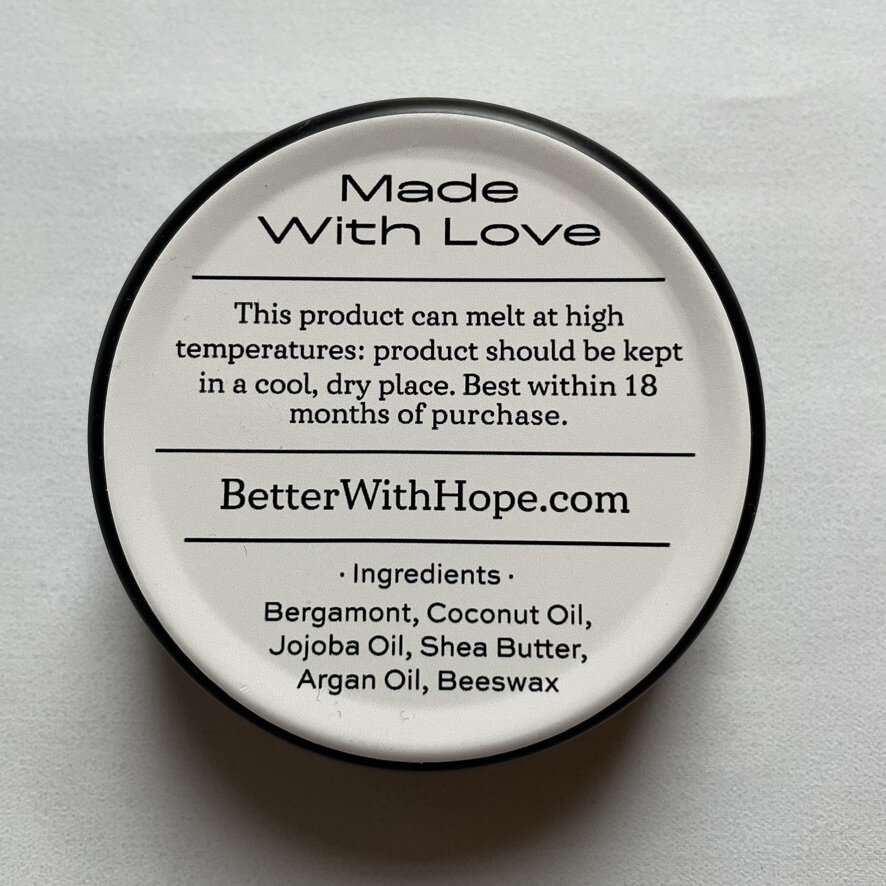 Made
With Love
This product can melt at high
temperatures: product should be kept
in a cool, dry place. Best within 18
months of purchase.
BetterWithHope.com
· Ingredients ·
Bergamont, Coconut Oil,
Jojoba Oil, Shea Butter,
Argan Oil, Beeswax